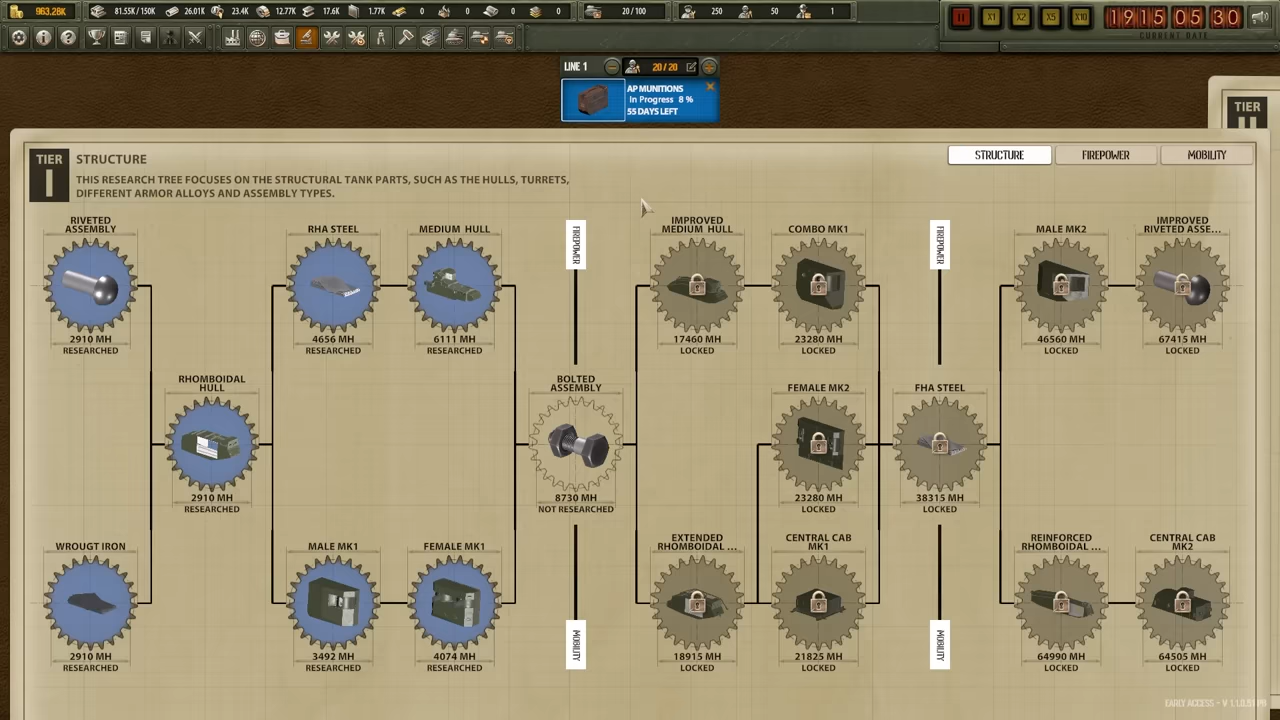 963.28K 81.55K / 150K 26.01K 23.4K 12.77K 17.6K 1.77K 0 0 0 0 20 / 100 250 50 1
X1 X2 X5 X10 1915 05 30
CURRENT DATE
LINE 1 20 / 20
AP MUNITIONS
In Progress 8 %
55 DAYS LEFT
TIER
II
TIER
I
STRUCTURE
THIS RESEARCH TREE FOCUSES ON THE STRUCTURAL TANK PARTS, SUCH AS THE HULLS, TURRETS,
DIFFERENT ARMOR ALLOYS AND ASSEMBLY TYPES.
STRUCTURE FIREPOWER MOBILITY
RIVETED
ASSEMBLY
2910 MH
RESEARCHED
RHA STEEL
4656 MH
RESEARCHED
MEDIUM HULL
6111 MH
RESEARCHED
FIREPOWER
IMPROVED
MEDIUM HULL
17460 MH
LOCKED
COMBO MK1
23280 MH
LOCKED
FIREPOWER
MALE MK2
46560 MH
LOCKED
IMPROVED
RIVETED ASSE...
67415 MH
LOCKED
RHOMBOIDAL
HULL
2910 MH
RESEARCHED
BOLTED
ASSEMBLY
8730 MH
NOT RESEARCHED
FEMALE MK2
23280 MH
LOCKED
FHA STEEL
38315 MH
LOCKED
WROUGT IRON
2910 MH
RESEARCHED
MALE MK1
3492 MH
RESEARCHED
FEMALE MK1
4074 MH
RESEARCHED
MOBILITY
EXTENDED
RHOMBOIDAL ...
18915 MH
LOCKED
CENTRAL CAB
MK1
21825 MH
LOCKED
MOBILITY
REINFORCED
RHOMBOIDAL ...
64990 MH
LOCKED
CENTRAL CAB
MK2
64505 MH
LOCKED